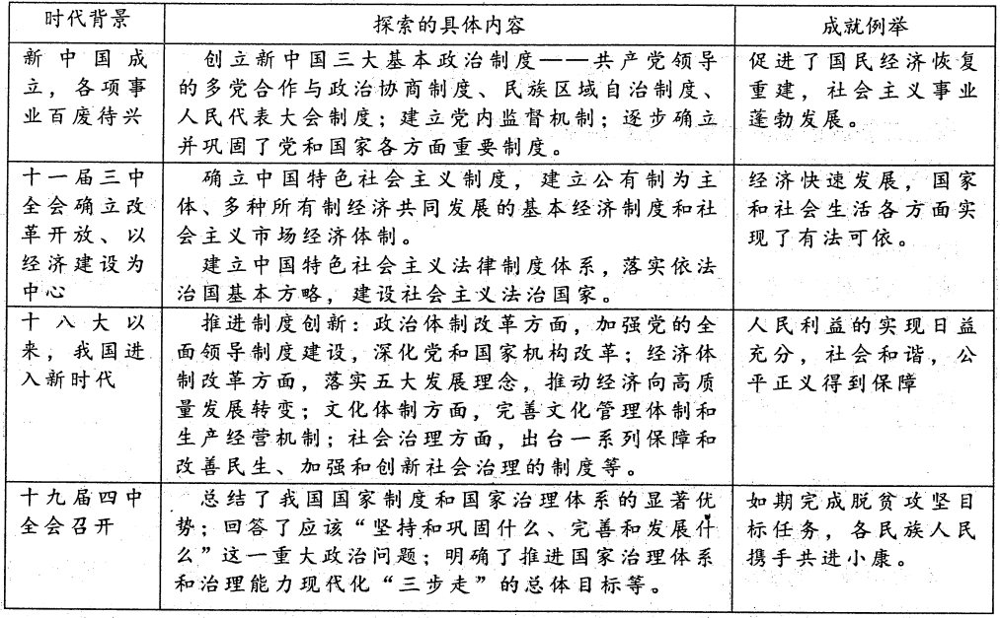 时代背景 探索的具体内容 成就例举
新中国成
立，各项事
业百废待兴
创立新中国三大基本政治制度——共产党领导
的多党合作与政治协商制度、民族区域自治制度、
人民代表大会制度；建立党内监督机制；逐步确立
并巩固了党和国家各方面重要制度。
促进了国民经济恢复
重建，社会主义事业
蓬勃发展。
十一届三中
全会确立改
革开放、以
经济建设为
中心
确立中国特色社会主义制度，建立公有制为主
体、多种所有制经济共同发展的基本经济制度和社
会主义市场经济体制。
建立中国特色社会主义法律制度体系，落实依法
治国基本方略，建设社会主义法治国家。
经济快速发展，国家
和社会生活各方面实
现了有法可依。
十八大以
来，我国进
入新时代
推进制度创新：政治体制改革方面，加强党的全
面领导制度建设，深化党和国家机构改革；经济体
制改革方面，落实五大发展理念，推动经济向高质
量发展转变；文化体制方面，完善文化管理体制和
生产经营机制；社会治理方面，出台一系列保障和
改善民生、加强和创新社会治理的制度等。
人民利益的实现日益
充分，社会和谐，公
平正义得到保障
十九届四中
全会召开
总结了我国国家制度和国家治理体系的显著优
势；回答了应该“坚持和巩固什么、完善和发展什
么”这一重大政治问题；明确了推进国家治理体系
和治理能力现代化“三步走”的总体目标等。
如期完成脱贫攻坚目
标任务，各民族人民
携手共进小康。